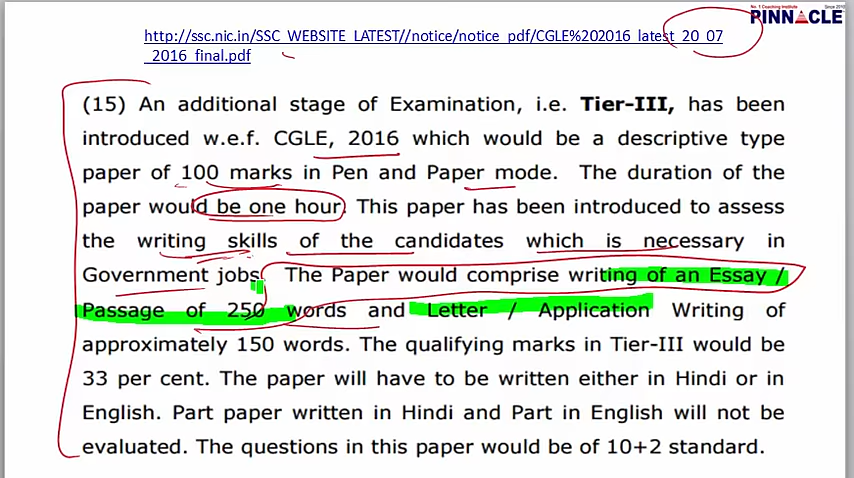 No. 1 Coaching Institute Since 2010
PINNACLE
http://ssc.nic.in/SSC_WEBSITE_LATEST//notice/notice_pdf/CGLE%202016_latest_20_07
_2016_final.pdf
(15) An additional stage of Examination, i.e. Tier-III, has been
introduced w.e.f. CGLE, 2016 which would be a descriptive type
paper of 100 marks in Pen and Paper mode. The duration of the
paper would be one hour. This paper has been introduced to assess
the writing skills of the candidates which is necessary in
Government jobs. The Paper would comprise writing of an Essay /
Passage of 250 words and Letter / Application Writing of
approximately 150 words. The qualifying marks in Tier-III would be
33 per cent. The paper will have to be written either in Hindi or in
English. Part paper written in Hindi and Part in English will not be
evaluated. The questions in this paper would be of 10+2 standard.